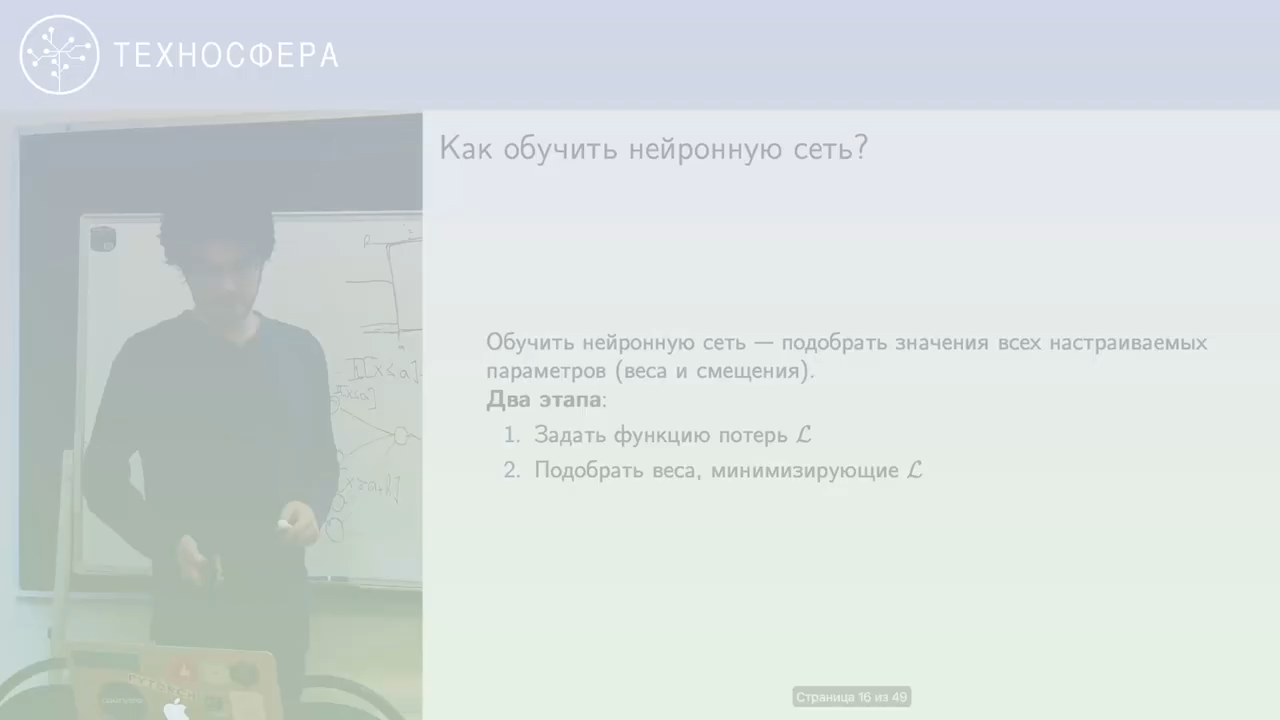 ТЕХНОСФЕРА
Как обучить нейронную сеть?
Обучить нейронную сеть — подобрать значения всех настраиваемых
параметров (веса и смещения).
Два этапа:
1. Задать функцию потерь ℒ
2. Подобрать веса, минимизирующие ℒ
Страница 16 из 49